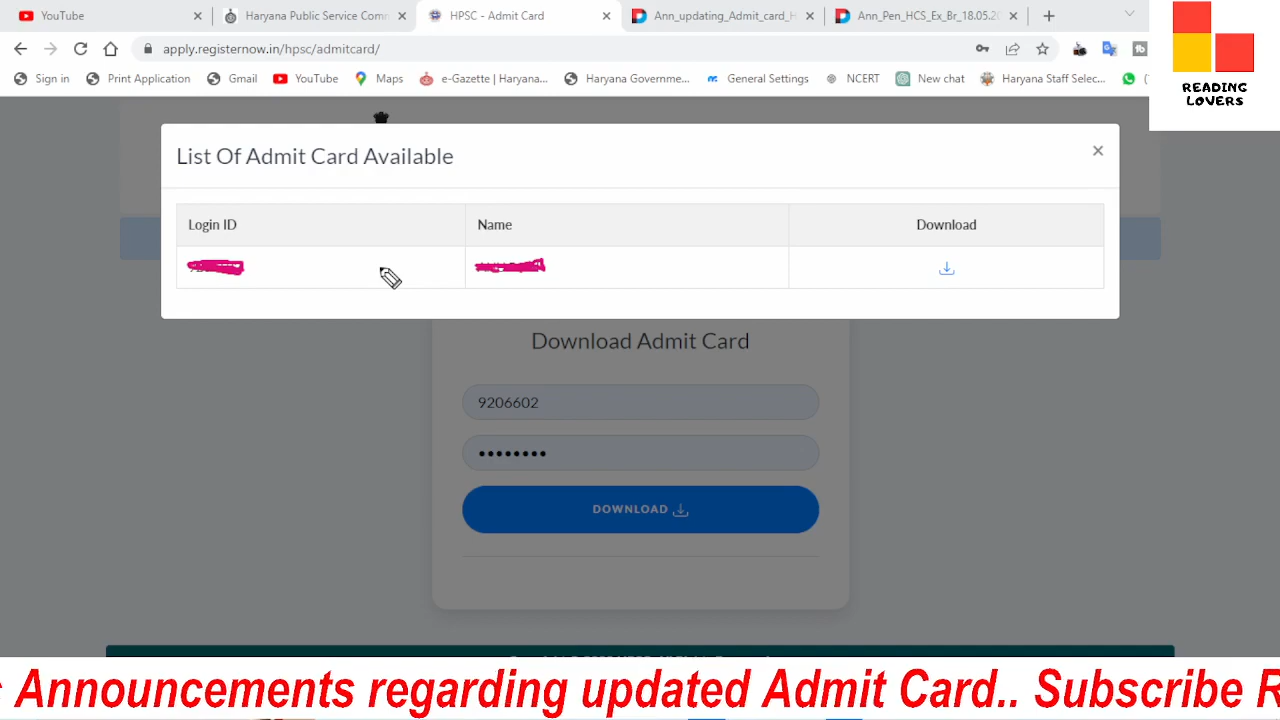 YouTube
Haryana Public Service Comn
HPSC - Admit Card
Ann_updating_Admit_card_H
Ann_Pen_HCS_Ex_Br_18.05.20
apply.registernow.in/hpsc/admitcard/
Sign in
Print Application
Gmail
YouTube
Maps
e-Gazette | Haryana...
Haryana Governme...
General Settings
NCERT
New chat
Haryana Staff Selec...
READING
LOVERS
List Of Admit Card Available
Login ID
Name
Download
Download Admit Card
9206602
••••••••
DOWNLOAD
Announcements regarding updated Admit Card.. Subscribe R